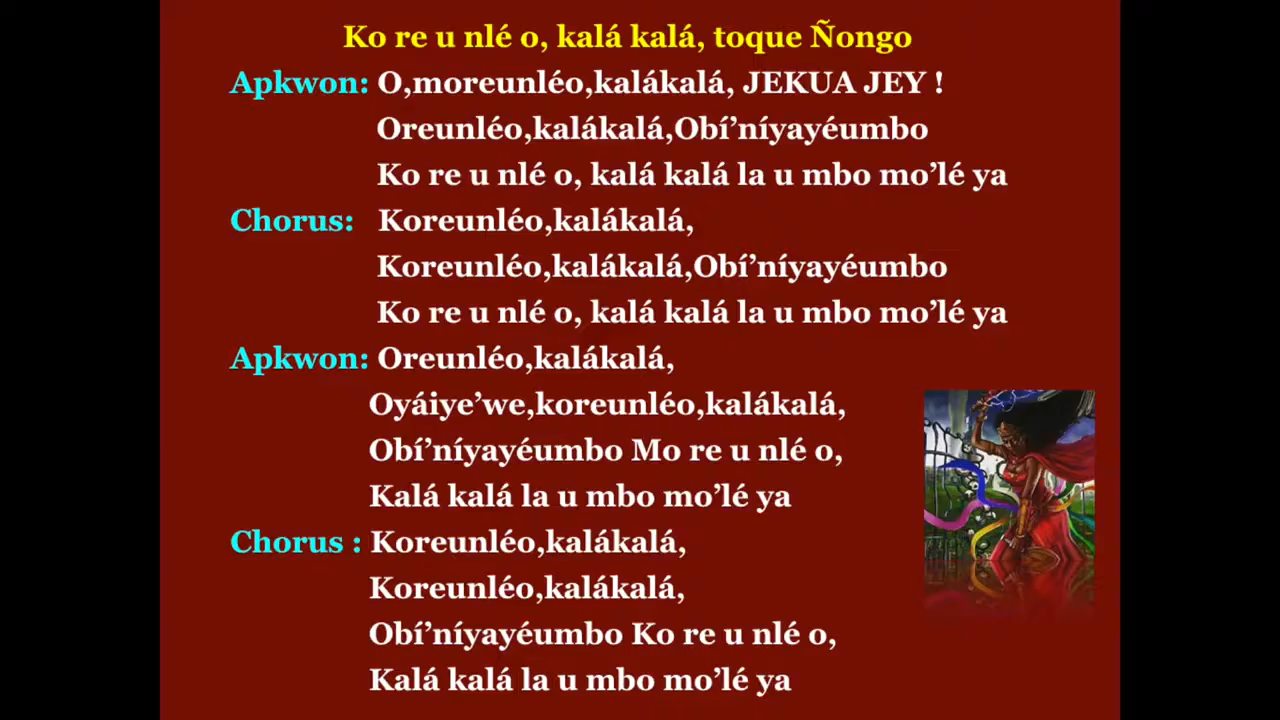 Ko re u nlé o, kalá kalá, toque Ñongo
Apkwon: O,moreunléo,kalákalá, JEKUA JEY !
Oreunléo,kalákalá,Obí’níyayéumbo
Ko re u nlé o, kalá kalá la u mbo mo’lé ya
Chorus: Koreunléo,kalákalá,
Koreunléo,kalákalá,Obí’níyayéumbo
Ko re u nlé o, kalá kalá la u mbo mo’lé ya
Apkwon: Oreunléo,kalákalá,
Oyáiye’we,koreunléo,kalákalá,
Obí’níyayéumbo Mo re u nlé o,
Kalá kalá la u mbo mo’lé ya
Chorus : Koreunléo,kalákalá,
Koreunléo,kalákalá,
Obí’níyayéumbo Ko re u nlé o,
Kalá kalá la u mbo mo’lé ya